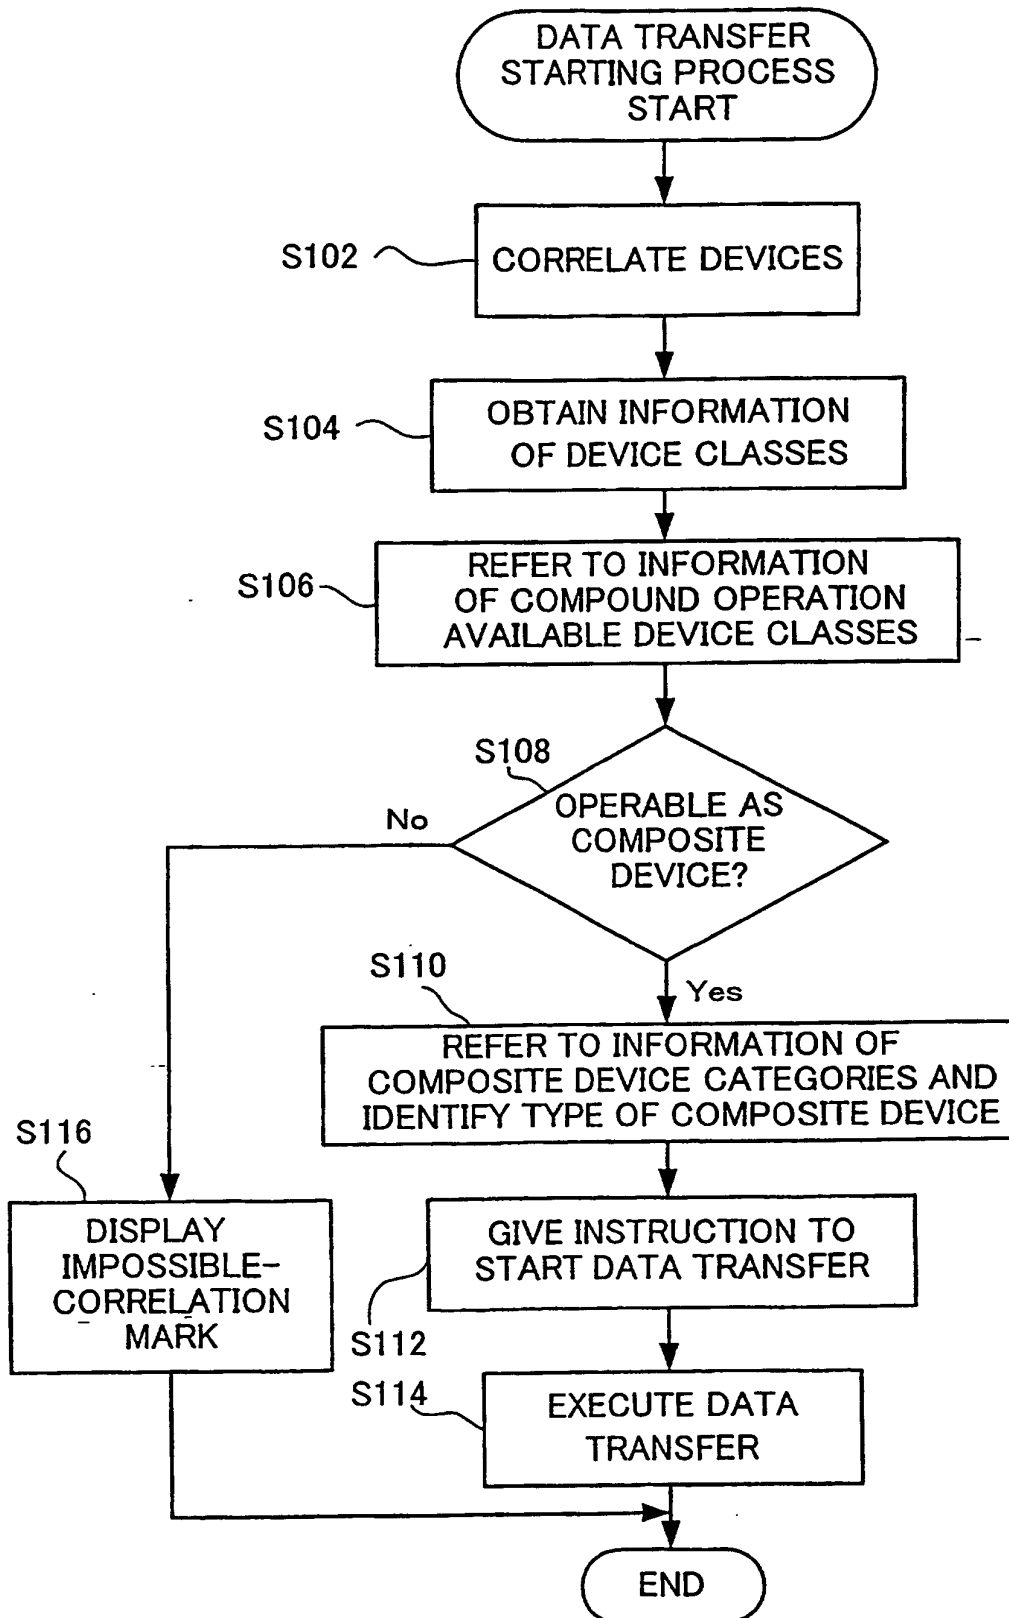 DATA TRANSFER
STARTING PROCESS
START
S102
CORRELATE DEVICES
S104
OBTAIN INFORMATION
OF DEVICE CLASSES
S106
REFER TO INFORMATION
OF COMPOUND OPERATION
AVAILABLE DEVICE CLASSES
S108
OPERABLE AS
COMPOSITE
DEVICE?
No
Yes
S110
REFER TO INFORMATION OF
COMPOSITE DEVICE CATEGORIES AND
IDENTIFY TYPE OF COMPOSITE DEVICE
S116
DISPLAY
IMPOSSIBLE-
CORRELATION
MARK
GIVE INSTRUCTION TO
START DATA TRANSFER
S112
S114
EXECUTE DATA
TRANSFER
END